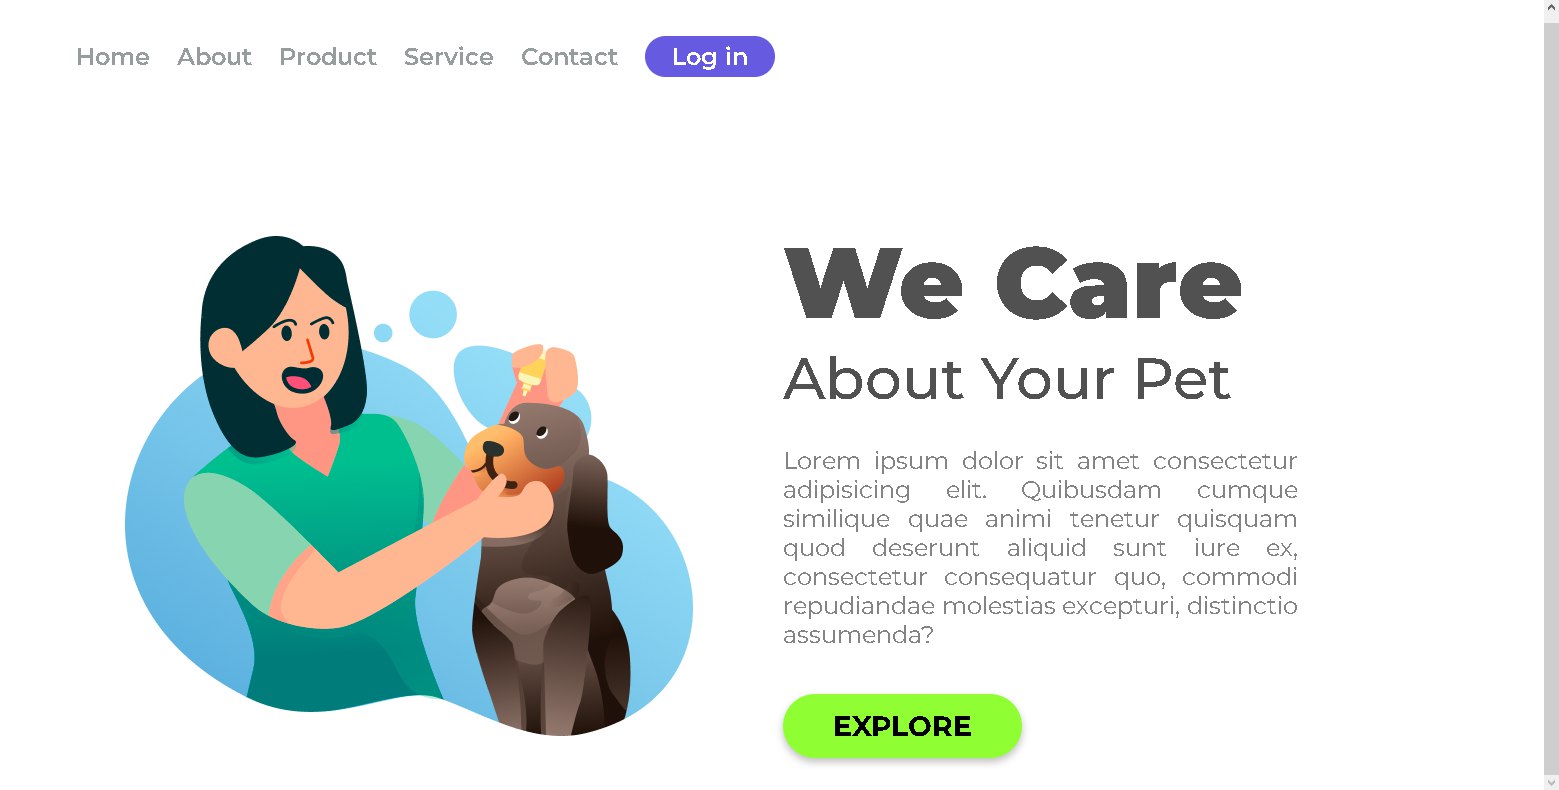 Home About Product Service Contact Log in
We Care
About Your Pet
Lorem ipsum dolor sit amet consectetur
adipisicing elit. Quibusdam cumque
similique quae animi tenetur quisquam
quod deserunt aliquid sunt iure ex,
consectetur consequatur quo, commodi
repudiandae molestias excepturi, distinctio
assumenda?
EXPLORE